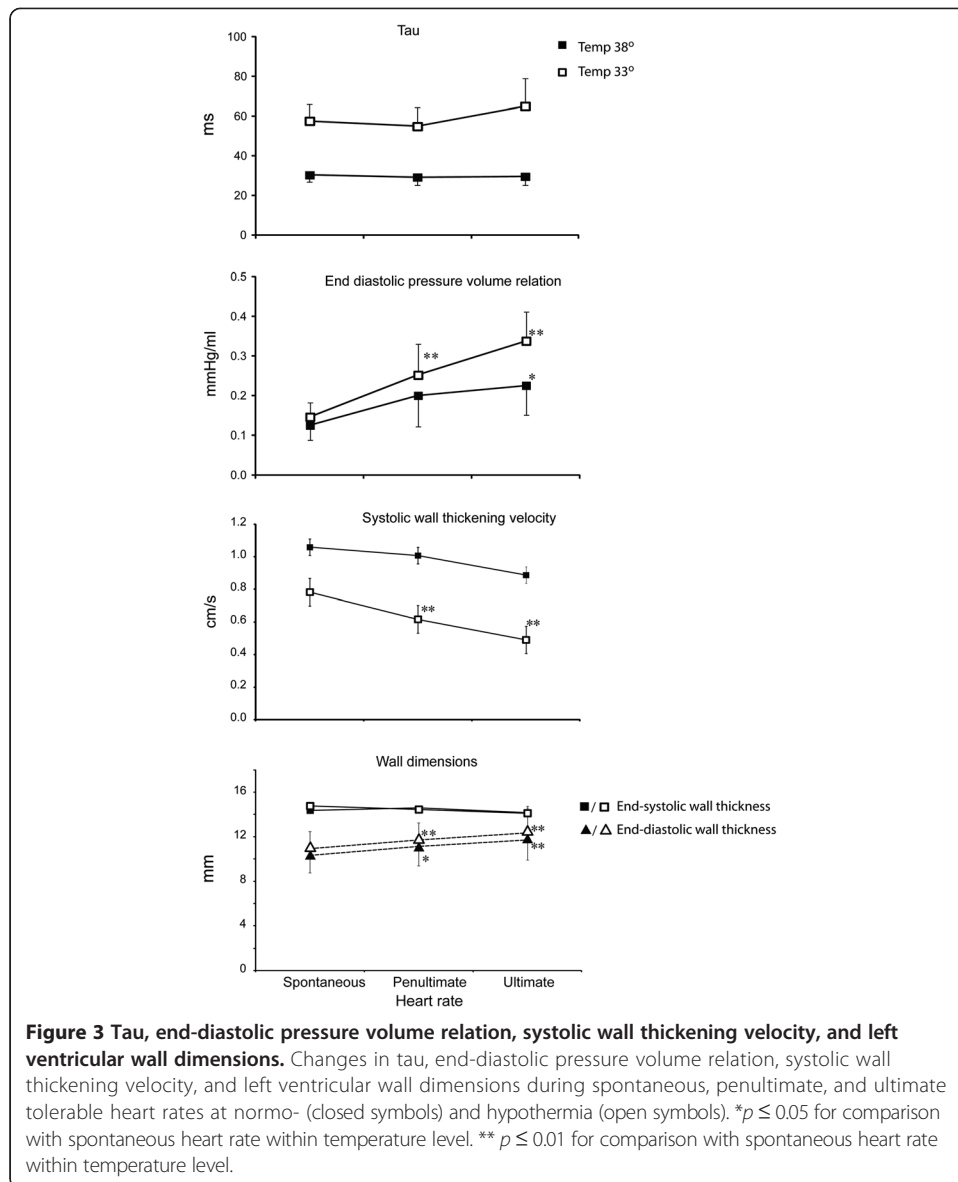 Tau
100
80
60
40
20
0
ms
■ Temp 38º
□ Temp 33º
End diastolic pressure volume relation
0.5
0.4
0.3
0.2
0.1
0.0
mmHg/ml
**
**
*
Systolic wall thickening velocity
1.2
1.0
0.8
0.6
0.4
0.2
0.0
cm/s
**
**
Wall dimensions
16
12
8
4
0
mm
**
*
**
**
■/□ End-systolic wall thickness
▲/△ End-diastolic wall thickness
Spontaneous Penultimate Ultimate
Heart rate
Figure 3 Tau, end-diastolic pressure volume relation, systolic wall thickening velocity, and left
ventricular wall dimensions. Changes in tau, end-diastolic pressure volume relation, systolic wall
thickening velocity, and left ventricular wall dimensions during spontaneous, penultimate, and ultimate
tolerable heart rates at normo- (closed symbols) and hypothermia (open symbols). *p ≤ 0.05 for comparison
with spontaneous heart rate within temperature level. ** p ≤ 0.01 for comparison with spontaneous heart rate
within temperature level.